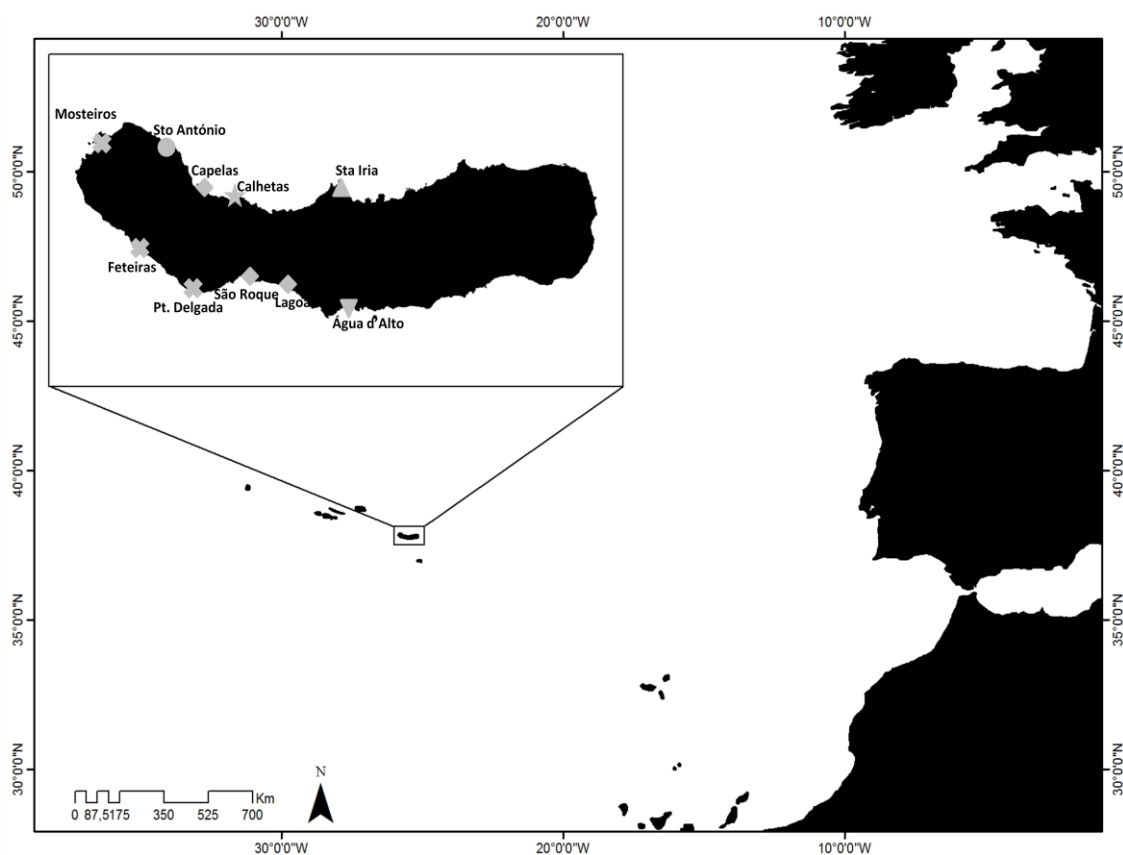 30°0'0"W 20°0'0"W 10°0'0"W
Mosteiros
Sto António
Capelas
Sta Iria
Calhetas
Feteiras
São Roque
Pt. Delgada
Lagoa
Água d'Alto
50°0'0"N 50°0'0"N
45°0'0"N 45°0'0"N
40°0'0"N 40°0'0"N
35°0'0"N 35°0'0"N
30°0'0"N 30°0'0"N
N
Km
0 87,5175 350 525 700
30°0'0"W 20°0'0"W 10°0'0"W